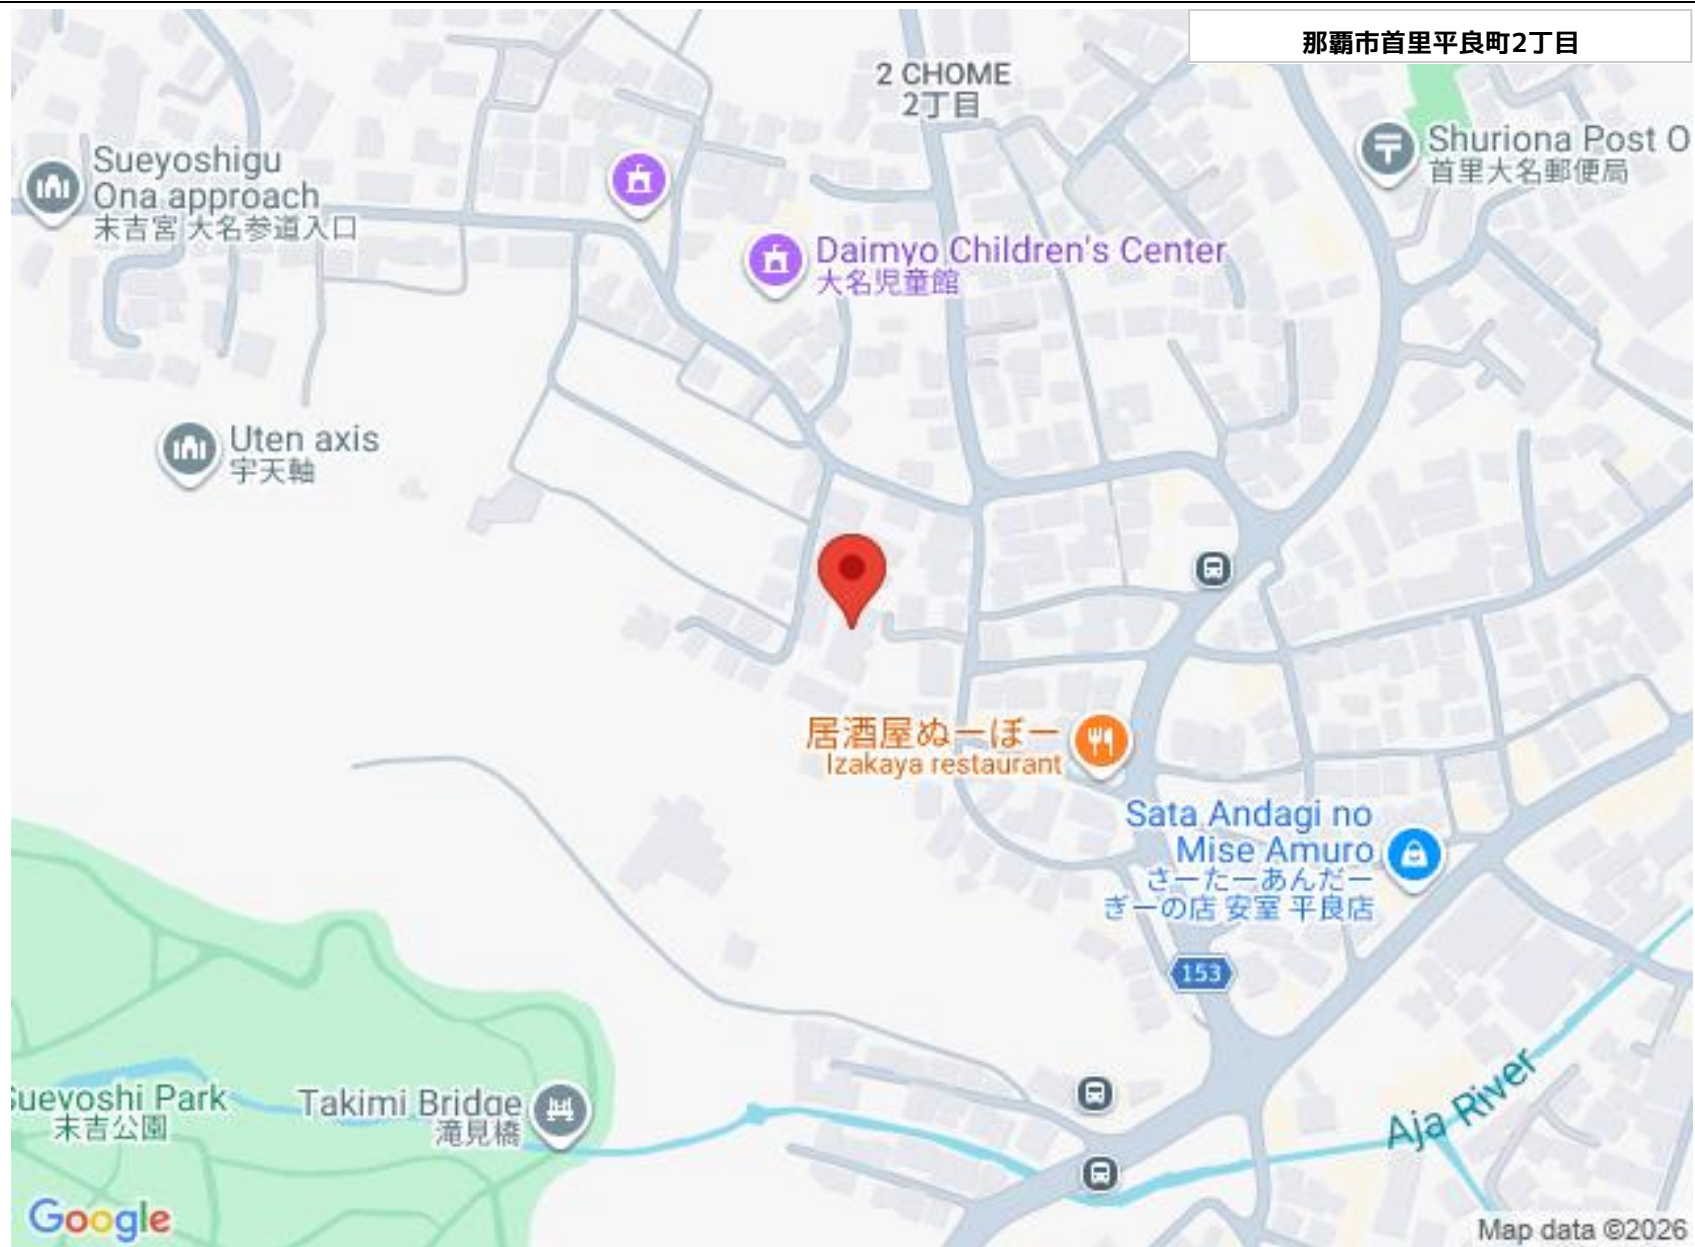 那覇市首里平良町2丁目
2 CHOME
2丁目
Shuriona Post O
首里大名郵便局
Sueyoshigu
Ona approach
末吉宮 大名参道入口
Daimyo Children's Center
大名児童館
Uten axis
宇天軸
居酒屋ぬーぼー
Izakaya restaurant
Sata Andagi no
Mise Amuro
さーたーあんだー
ぎーの店 安室 平良店
153
Sueyoshi Park
末吉公園
Takimi Bridge
滝見橋
Aja River
Google
Map data ©2026